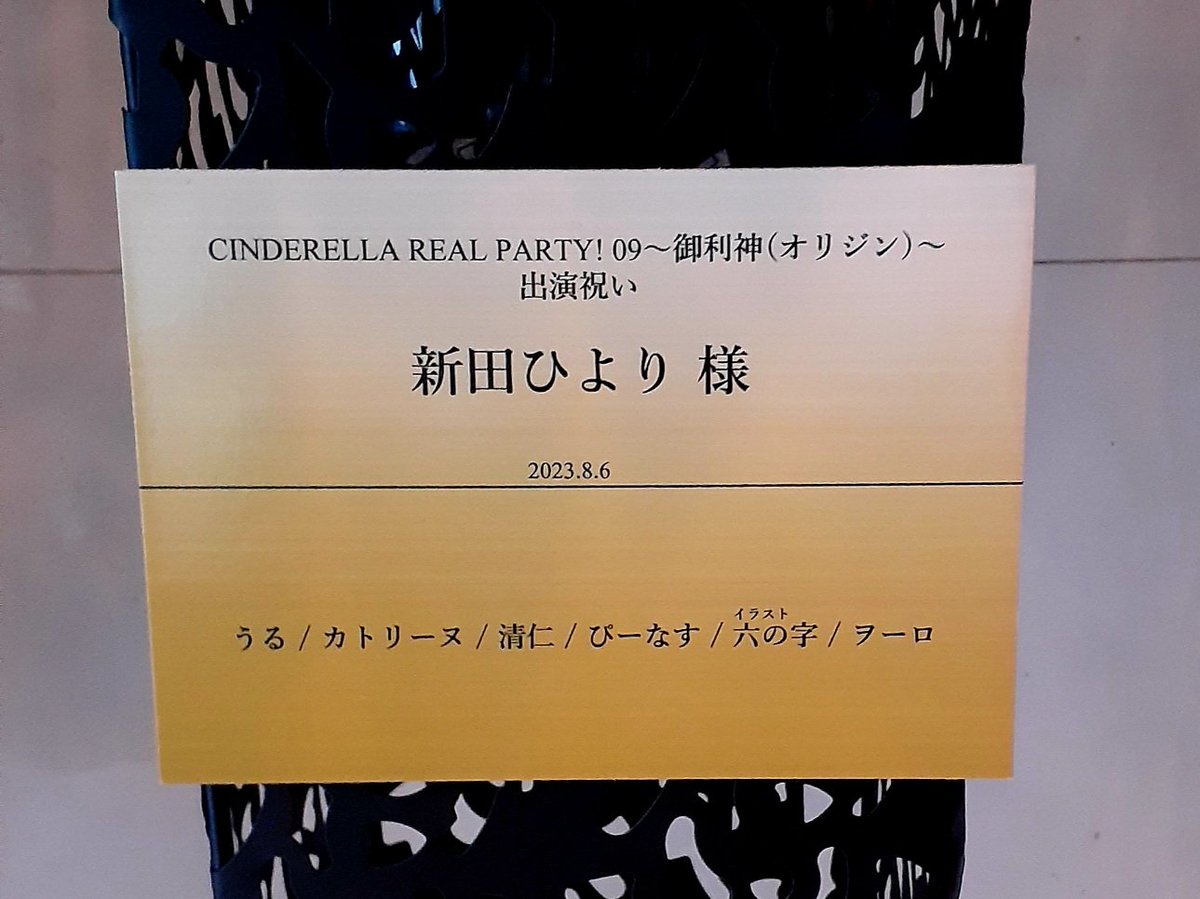 CINDERELLA REAL PARTY! 09〜御利神(オリジン)〜
出演祝い
新田ひより 様
2023.8.6
イラスト
うる / カトリーヌ / 清仁 / ぴーなす / 六の字 / ヲーロ